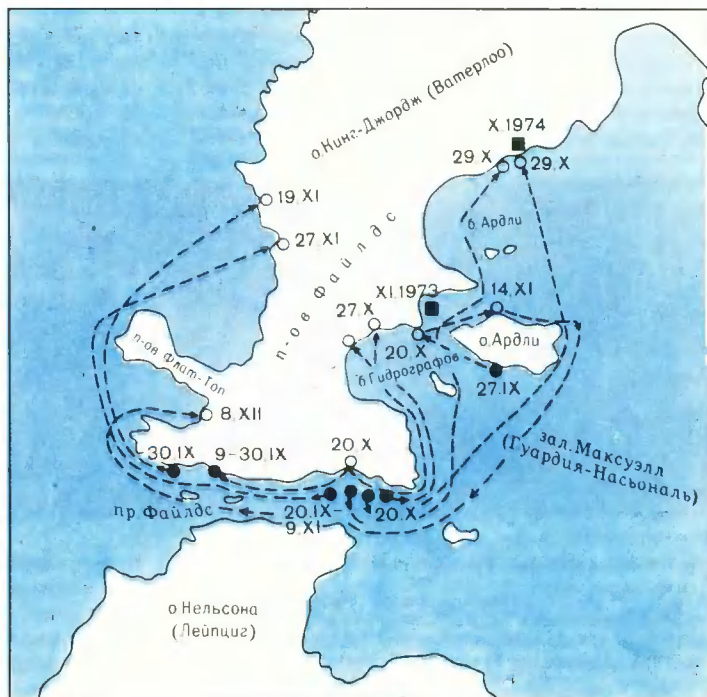 о. Кинг-Джордж (Ватерлоо)
X.1974
29.X
29.X
19.XI
б. Ардли
27.XI
п-ов Файлдс
XI.1973
14.XI
27.X
о. Ардли
20.X
п-ов Флат-Топ
б. Гидрографов
27.IX
8.XII
зал. Максуэлл
(Гуардия-Насьональ)
-30.IX
9-30.IX
20.X
пр. Файлдс
20.IX-
9.XI
20.X
о Нельсона
(Лейпциг)